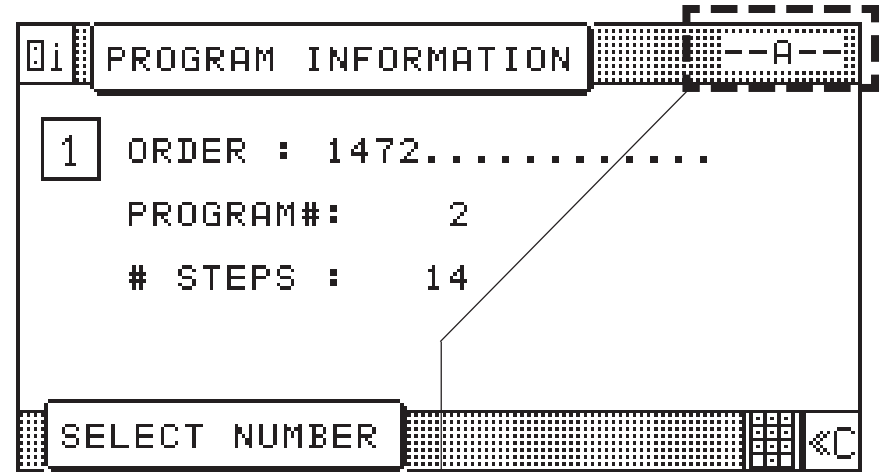 i PROGRAM INFORMATION --A--
1 ORDER : 1472.............
PROGRAM#: 2
# STEPS : 14
SELECT NUMBER «C